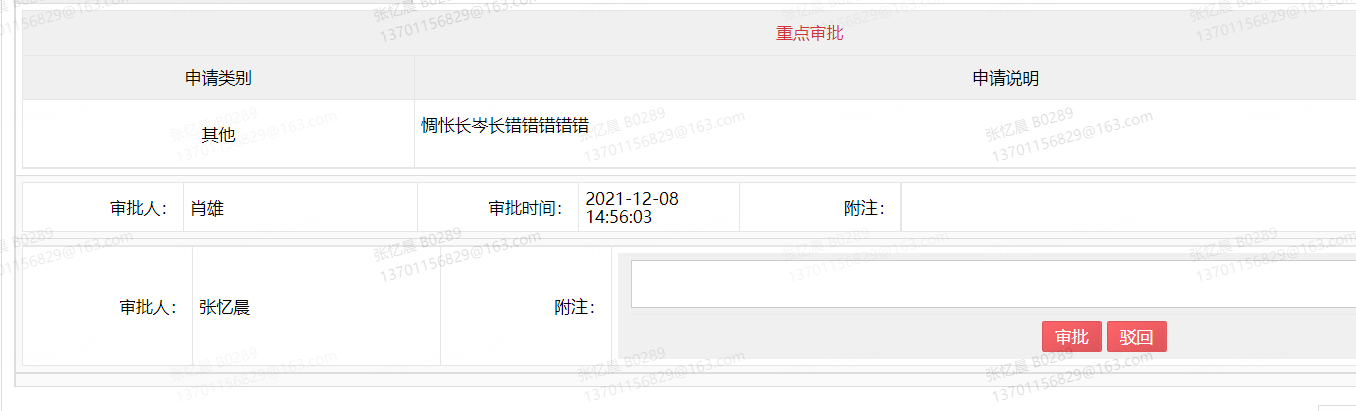 重点审批
申请类别 申请说明
其他 惆怅长岑长错错错错错
审批人： 肖雄 审批时间： 2021-12-08
14:56:03 附注：
审批人： 张忆晨 附注：
审批 驳回
张忆晨 B0289
13701156829@163.com